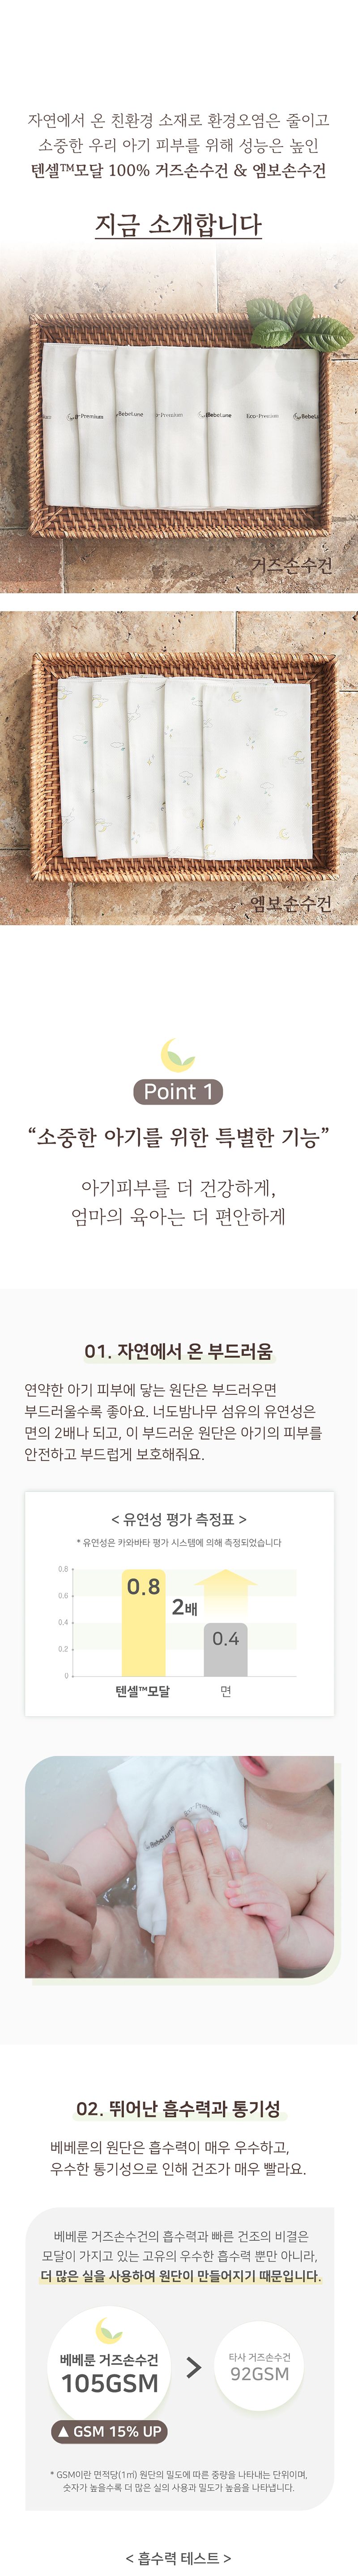 자연에서 온 친환경 소재로 환경오염은 줄이고
소중한 우리 아기 피부를 위해 성능은 높인
텐셀™모달 100% 거즈손수건 & 엠보손수건
지금 소개합니다
Premium
BebeLune
Premium
BebeLune
Eco-Premium
거즈손수건
엠보손수건
Point 1
“소중한 아기를 위한 특별한 기능”
아기피부를 더 건강하게,
엄마의 육아는 더 편안하게
01. 자연에서 온 부드러움
연약한 아기 피부에 닿는 원단은 부드러우면
부드러울수록 좋아요. 너도밤나무 섬유의 유연성은
면의 2배나 되고, 이 부드러운 원단은 아기의 피부를
안전하고 부드럽게 보호해줘요.
< 유연성 평가 측정표 >
* 유연성은 카와바타 평가 시스템에 의해 측정되었습니다
0.8
0.6
0.4
0.2
0
0.8
2배
0.4
텐셀™모달
면
BebeLune
02. 뛰어난 흡수력과 통기성
베베룬의 원단은 흡수력이 매우 우수하고,
우수한 통기성으로 인해 건조가 매우 빨라요.
베베룬 거즈손수건의 흡수력과 빠른 건조의 비결은
모달이 가지고 있는 고유의 우수한 흡수력 뿐만 아니라,
더 많은 실을 사용하여 원단이 만들어지기 때문입니다.
베베룬 거즈손수건
105GSM
>
타사 거즈손수건
92GSM
▲ GSM 15% UP
* GSM이란 면적당(1㎡) 원단의 밀도에 따른 중량을 나타내는 단위이며,
숫자가 높을수록 더 많은 실의 사용과 밀도가 높음을 나타냅니다.
< 흡수력 테스트 >